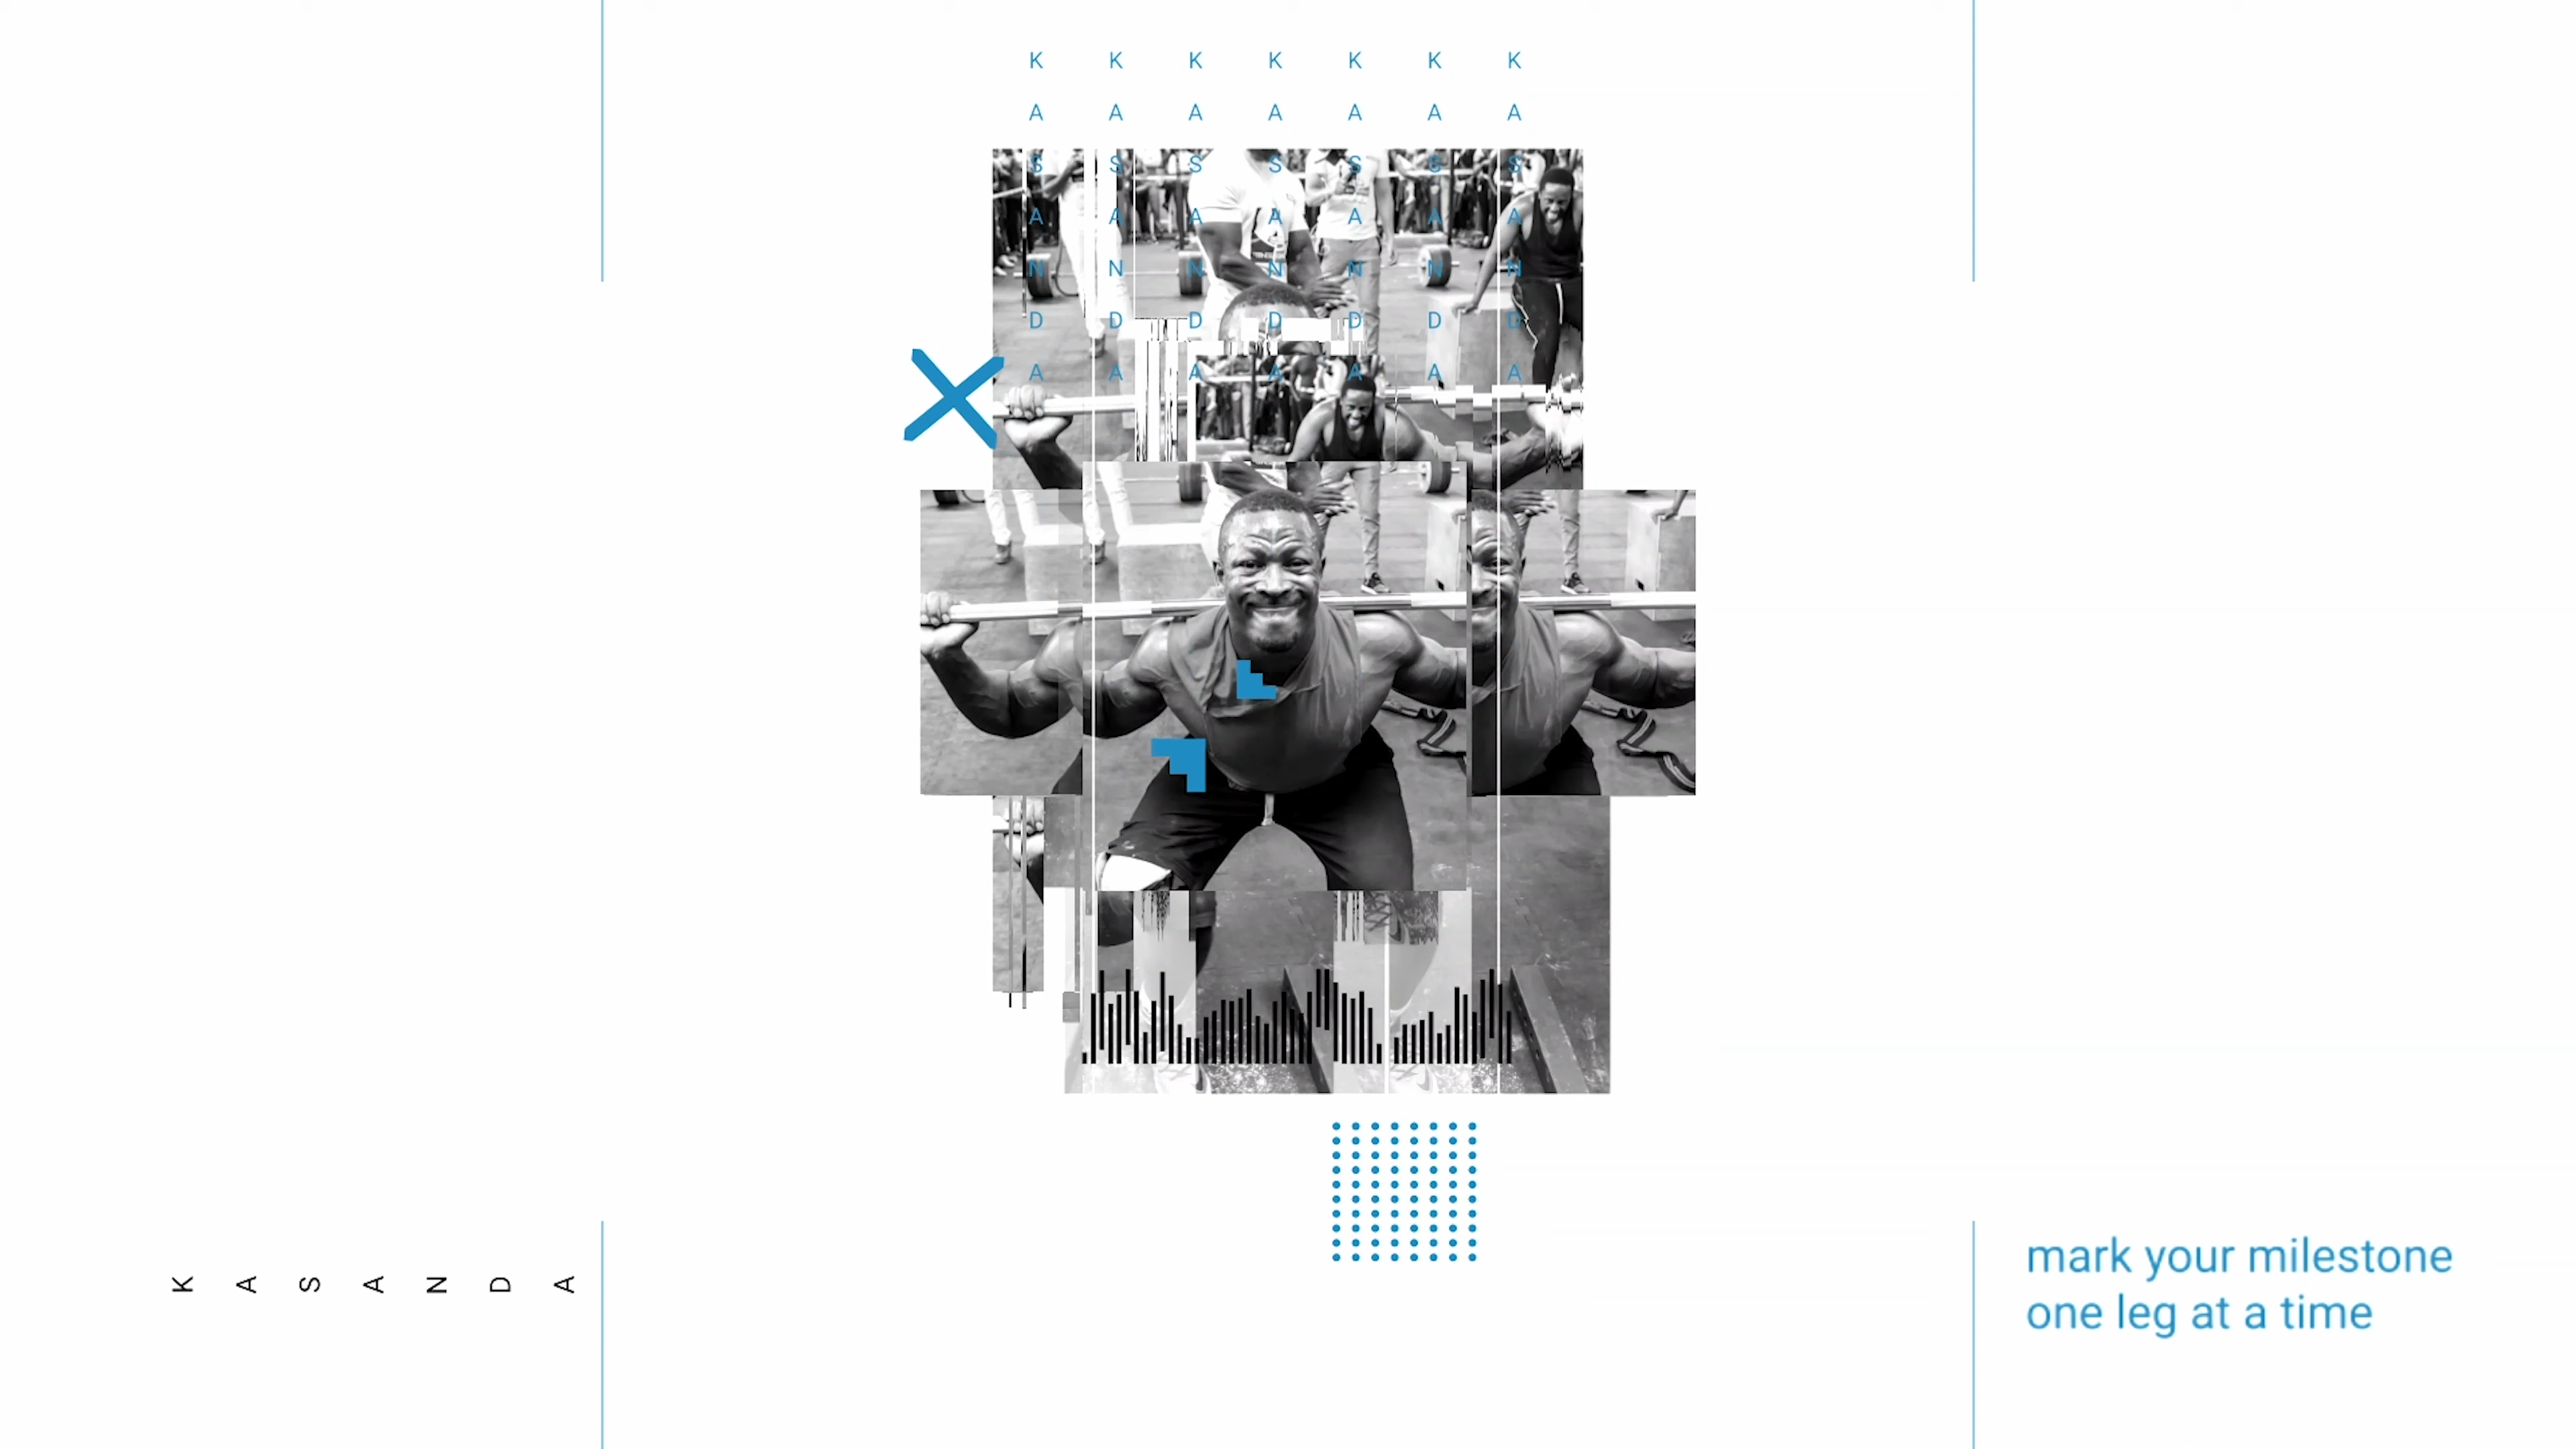 K K K K K K K
A A A A A A A
S S S S S S S
A A A A A A A
N N N N N N N
D D D D D D D
A A A A A A A
K A S A N D A
mark your milestone
one leg at a time